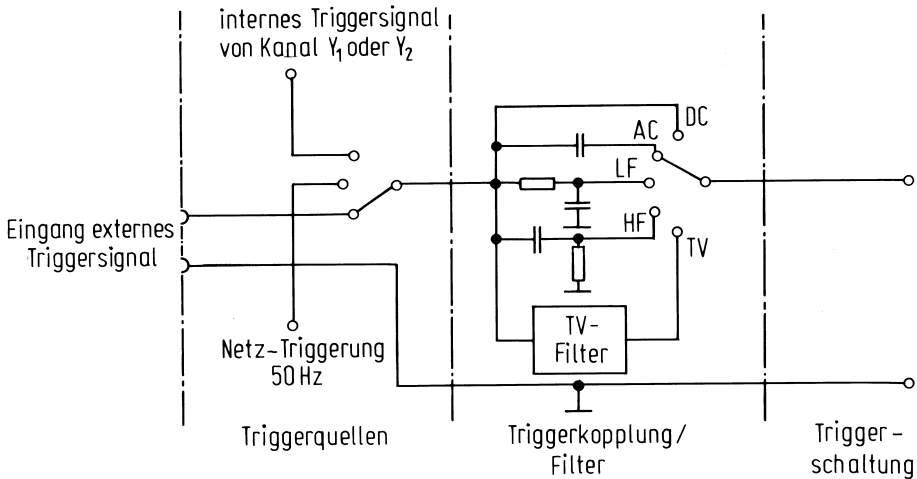 internes Triggersignal
von Kanal Y₁ oder Y₂
DC
AC
LF
HF
TV
Eingang externes
Triggersignal
Netz-Triggerung
50 Hz
TV-
Filter
Triggerquellen
Triggerkopplung/
Filter
Trigger-
schaltung